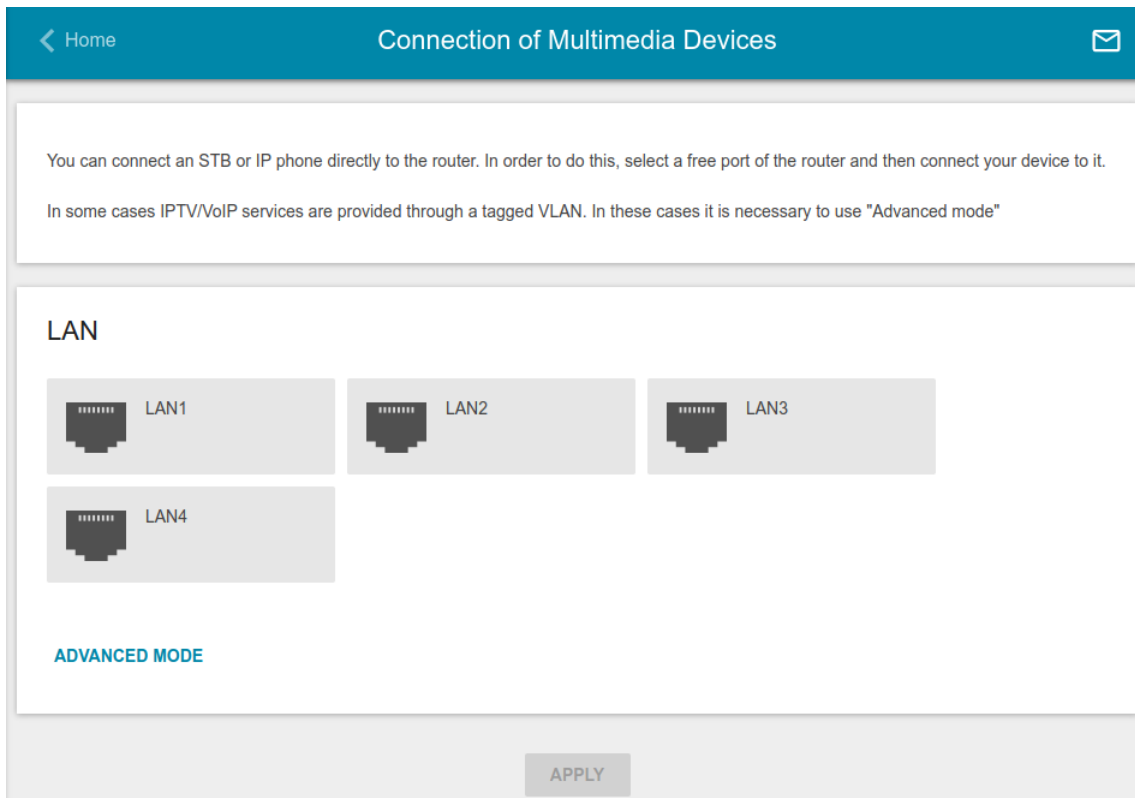 Home
Connection of Multimedia Devices
You can connect an STB or IP phone directly to the router. In order to do this, select a free port of the router and then connect your device to it.
In some cases IPTV/VoIP services are provided through a tagged VLAN. In these cases it is necessary to use "Advanced mode"
LAN
LAN1
LAN2
LAN3
LAN4
ADVANCED MODE
APPLY